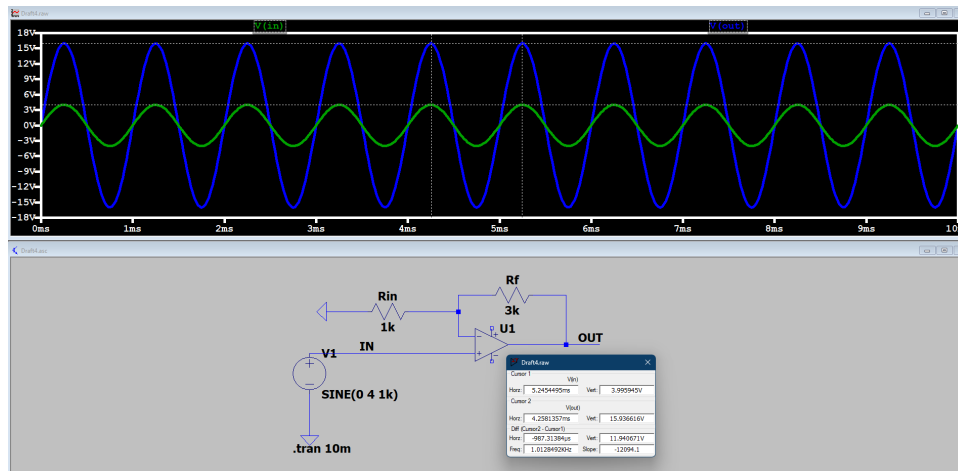 Draft4.raw
V(in) V(out)
18V
15V
12V
9V
6V
3V
0V
-3V
-6V
-9V
-12V
-15V
-18V
0ms 1ms 2ms 3ms 4ms 5ms 6ms 7ms 8ms 9ms 10
Draft4.asc
Rf
3k
Rin
1k
U1
OUT
IN
V1
SINE(0 4 1k)
.tran 10m
Draft4.raw
Cursor 1
V(in)
Horz: 5.2454495ms Vert: 3.995945V
Cursor 2
V(out)
Horz: 4.2581357ms Vert: 15.936616V
Diff (Cursor2 - Cursor1)
Horz: -987.31384µs Vert: 11.940671V
Freq: 1.0128492KHz Slope: -12094.1